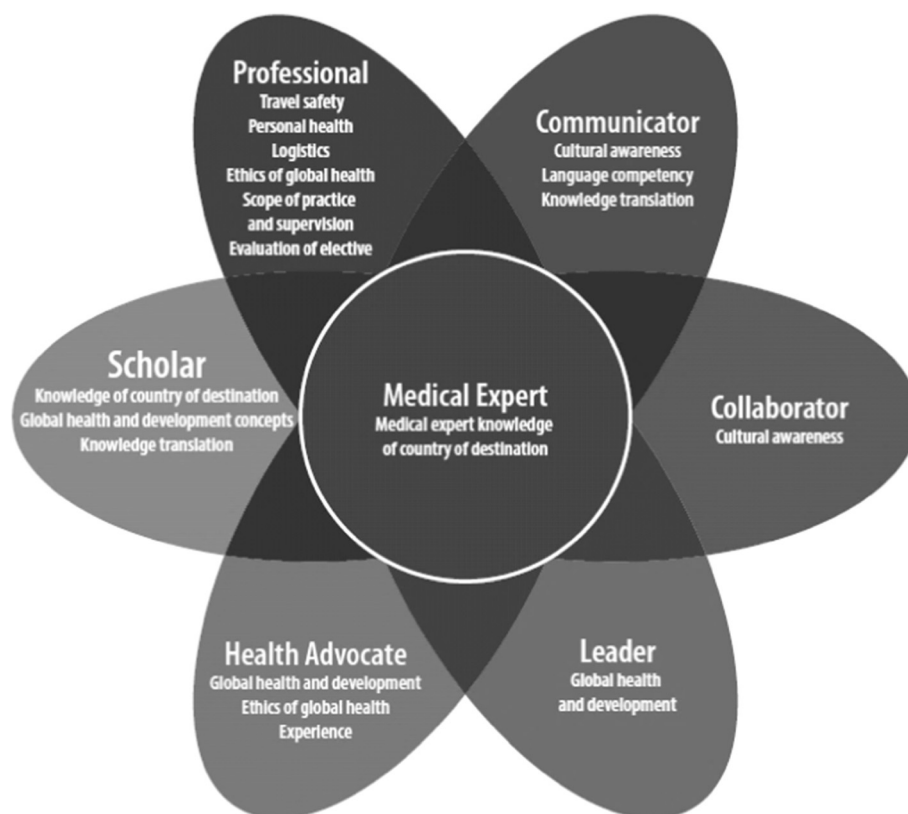 Professional
Travel safety
Personal health
Logistics
Ethics of global health
Scope of practice
and supervision
Evaluation of elective
Communicator
Cultural awareness
Language competency
Knowledge translation
Scholar
Knowledge of country of destination
Global health and development concepts
Knowledge translation
Medical Expert
Medical expert knowledge
of country of destination
Collaborator
Cultural awareness
Health Advocate
Global health and development
Ethics of global health
Experience
Leader
Global health
and development